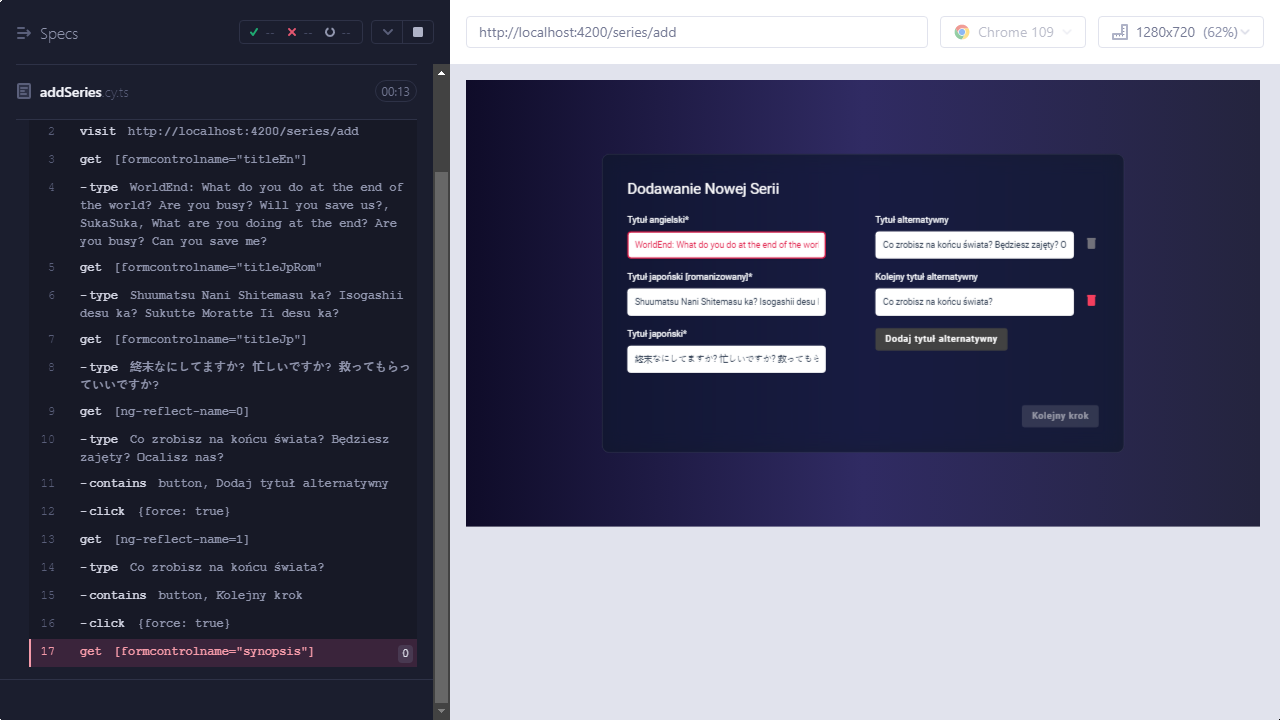 Specs
--
--
--
addSeries.cy.ts
00:13
2 visit http://localhost:4200/series/add
3 get [formcontrolname="titleEn"]
4 -type WorldEnd: What do you do at the end of
the world? Are you busy? Will you save us?,
SukaSuka, What are you doing at the end? Are
you busy? Can you save me?
5 get [formcontrolname="titleJpRom"
6 -type Shuumatsu Nani Shitemasu ka? Isogashii
desu ka? Sukutte Moratte Ii desu ka?
7 get [formcontrolname="titleJp"]
8 -type 終末なにしてますか? 忙しいですか? 救ってもらっ
ていいですか?
9 get [ng-reflect-name=0]
10 -type Co zrobisz na końcu świata? Będziesz
zajęty? Ocalisz nas?
11 -contains button, Dodaj tytuł alternatywny
12 -click {force: true}
13 get [ng-reflect-name=1]
14 -type Co zrobisz na końcu świata?
15 -contains button, Kolejny krok
16 -click {force: true}
17 get [formcontrolname="synopsis"]
0
http://localhost:4200/series/add
Chrome 109
1280x720 (62%)
Dodawanie Nowej Serii
Tytuł angielski*
WorldEnd: What do you do at the end of the worl
Tytuł japoński [romanizowany]*
Shuumatsu Nani Shitemasu ka? Isogashii desu
Tytuł japoński*
終末なにしてますか? 忙しいですか? 救ってもら
Tytuł alternatywny
Co zrobisz na końcu świata? Będziesz zajęty? O
Kolejny tytuł alternatywny
Co zrobisz na końcu świata?
Dodaj tytuł alternatywny
Kolejny krok